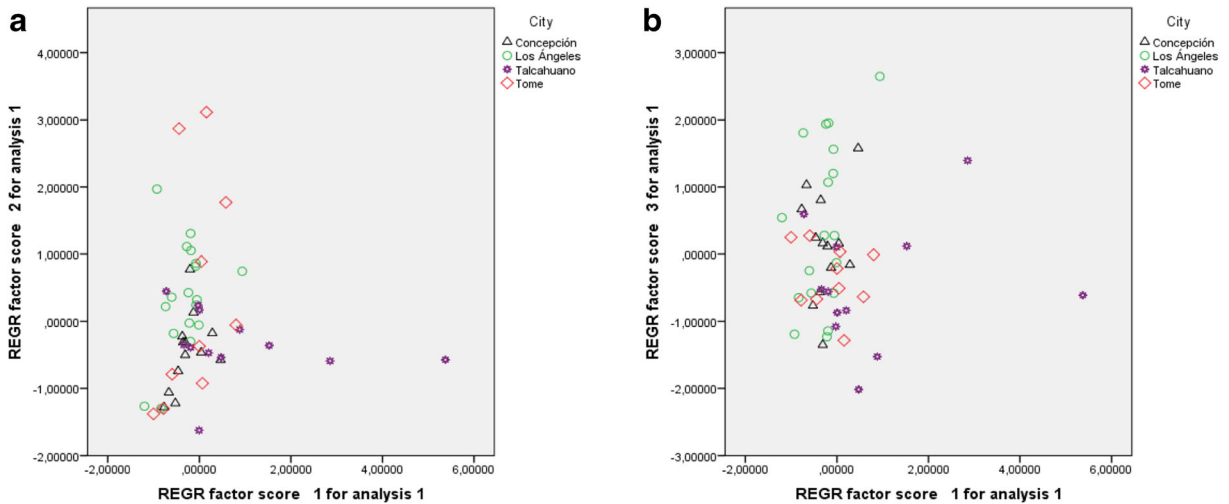 a
City
Concepción
Los Ángeles
Talcahuano
Tome
REGR factor score 2 for analysis 1
4,00000
3,00000
2,00000
1,00000
,00000
-1,00000
-2,00000
-2,00000 ,00000 2,00000 4,00000 6,00000
REGR factor score 1 for analysis 1
b
City
Concepción
Los Ángeles
Talcahuano
Tome
REGR factor score 3 for analysis 1
3,00000
2,00000
1,00000
,00000
-1,00000
-2,00000
-3,00000
-2,00000 ,00000 2,00000 4,00000 6,00000
REGR factor score 1 for analysis 1